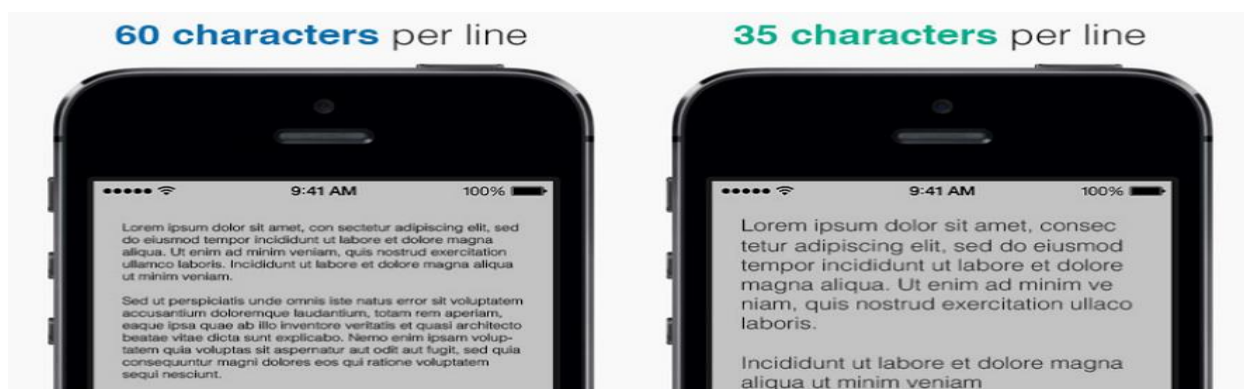 60 characters per line
9:41 AM
100%
Lorem ipsum dolor sit amet, con sectetur adipiscing elit, sed
do eiusmod tempor incididunt ut labore et dolore magna
aliqua. Ut enim ad minim veniam, quis nostrud exercitation
ullamco laboris. Incididunt ut labore et dolore magna aliqua
ut minim veniam.
Sed ut perspiciatis unde omnis iste natus error sit voluptatem
accusantium doloremque laudantium, totam rem aperiam,
eaque ipsa quae ab illo inventore veritatis et quasi architecto
beatae vitae dicta sunt explicabo. Nemo enim ipsam volup-
tatem quia voluptas sit aspernatur aut odit aut fugit, sed quia
consequuntur magni dolores eos qui ratione voluptatem
sequi nesciunt.
35 characters per line
9:41 AM
100%
Lorem ipsum dolor sit amet, consec
tetur adipiscing elit, sed do eiusmod
tempor incididunt ut labore et dolore
magna aliqua. Ut enim ad minim ve
niam, quis nostrud exercitation ullaco
laboris.
Incididunt ut labore et dolore magna
aliqua ut minim veniam